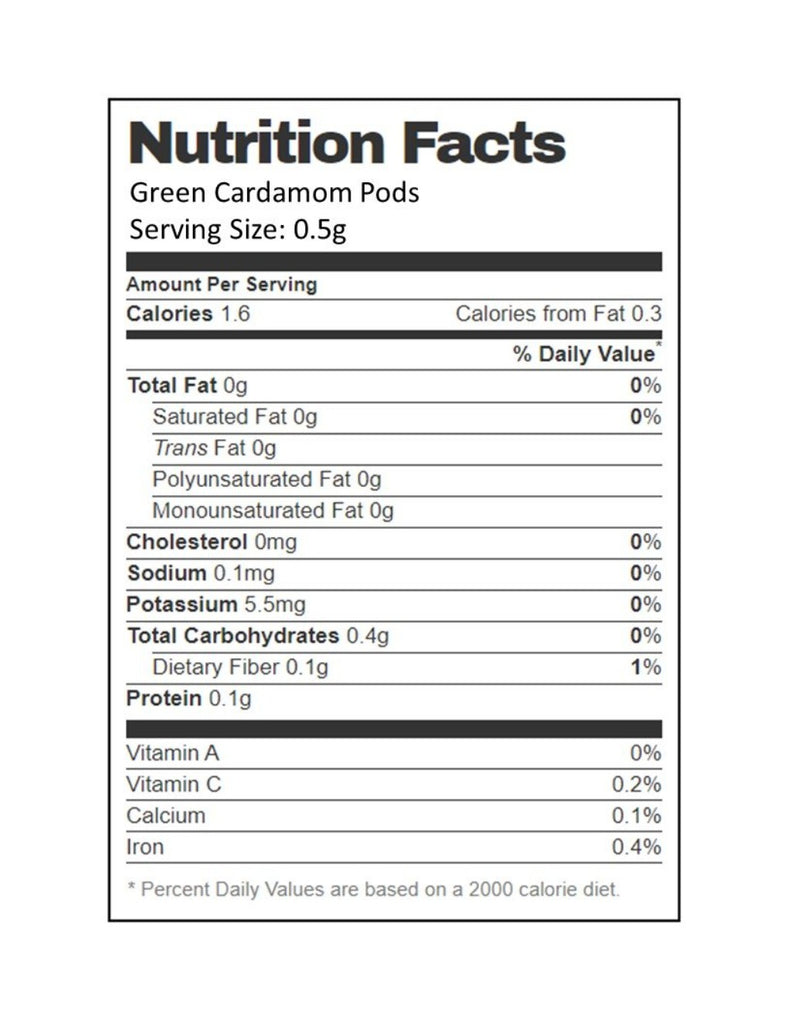 Nutrition Facts
Green Cardamom Pods
Serving Size: 0.5g
Amount Per Serving
Calories 1.6 Calories from Fat 0.3
% Daily Value*
Total Fat 0g 0%
Saturated Fat 0g 0%
Trans Fat 0g
Polyunsaturated Fat 0g
Monounsaturated Fat 0g
Cholesterol 0mg 0%
Sodium 0.1mg 0%
Potassium 5.5mg 0%
Total Carbohydrates 0.4g 0%
Dietary Fiber 0.1g 1%
Protein 0.1g
Vitamin A 0%
Vitamin C 0.2%
Calcium 0.1%
Iron 0.4%
* Percent Daily Values are based on a 2000 calorie diet.